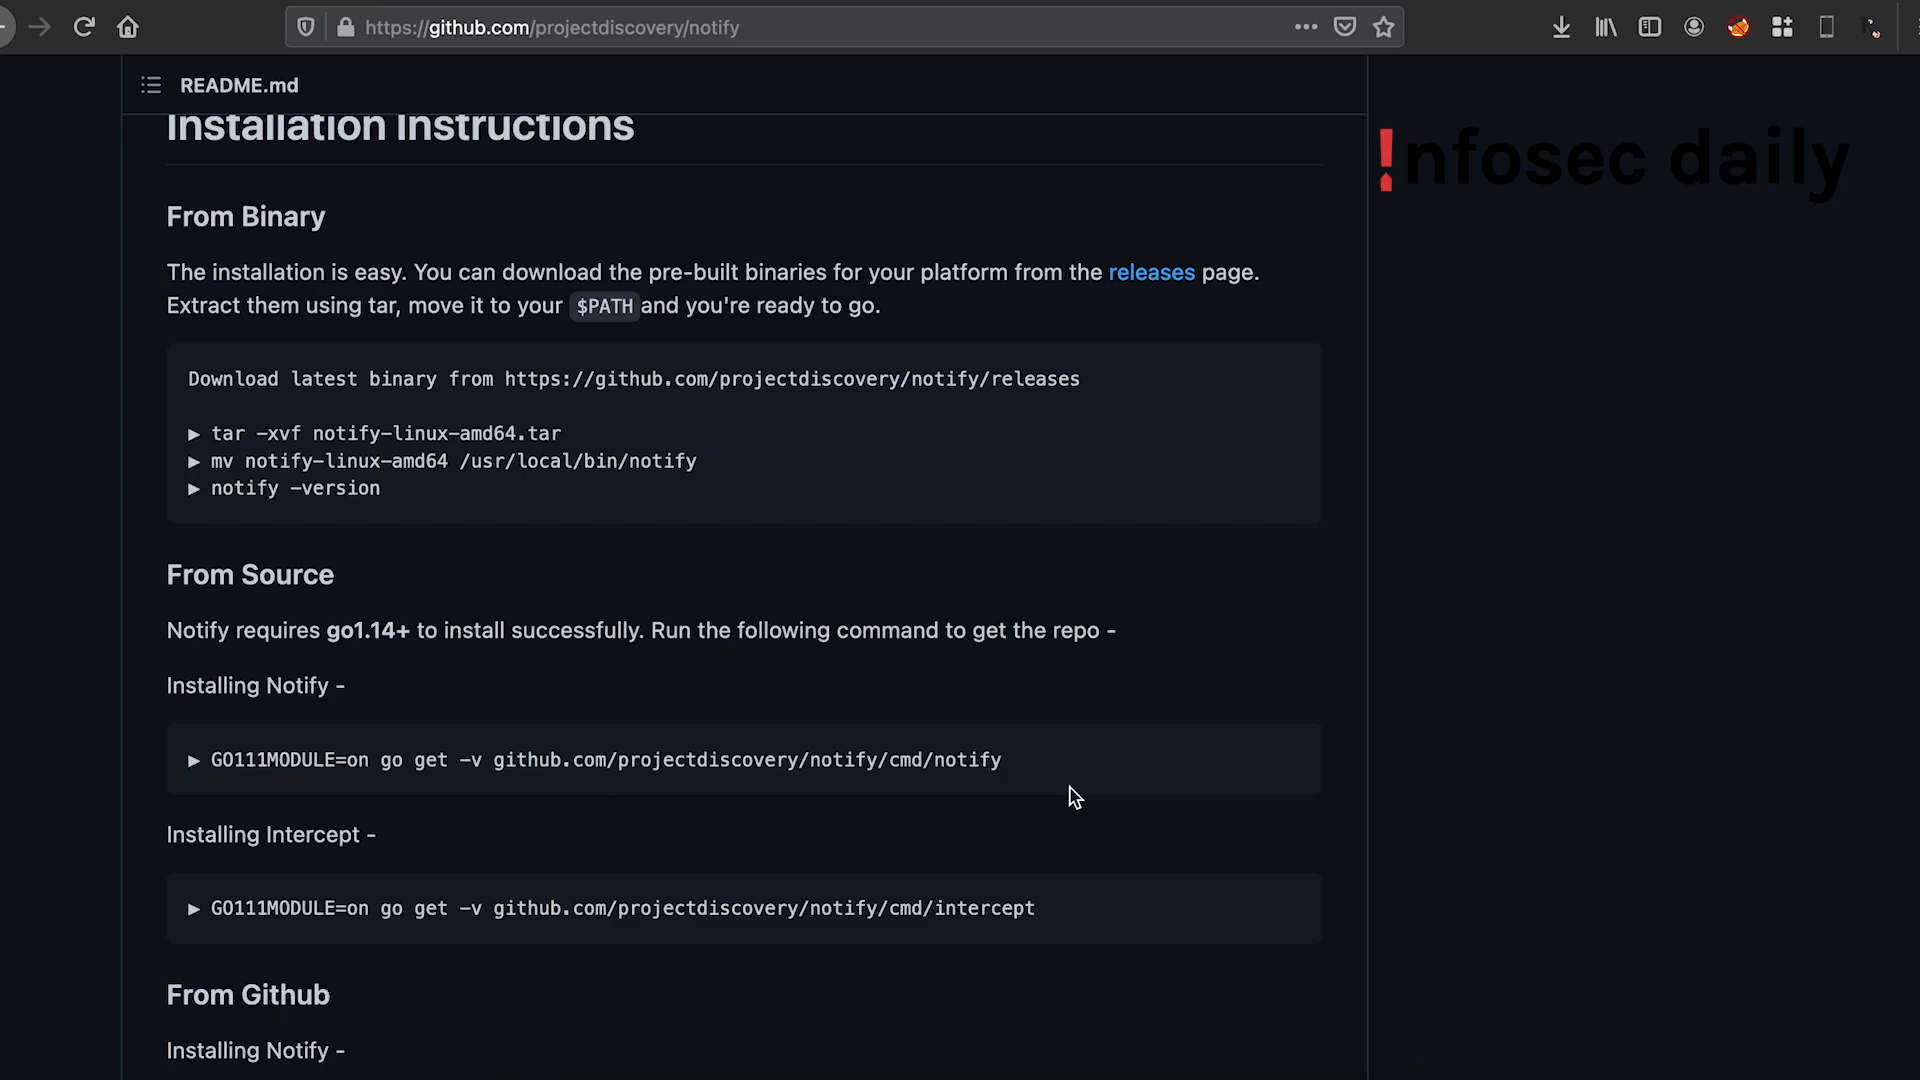 https://github.com/projectdiscovery/notify
README.md
Installation Instructions
!nfosec daily
From Binary
The installation is easy. You can download the pre-built binaries for your platform from the releases page.
Extract them using tar, move it to your $PATH and you're ready to go.
Download latest binary from https://github.com/projectdiscovery/notify/releases
▶ tar -xvf notify-linux-amd64.tar
▶ mv notify-linux-amd64 /usr/local/bin/notify
▶ notify -version
From Source
Notify requires go1.14+ to install successfully. Run the following command to get the repo -
Installing Notify -
▶ GO111MODULE=on go get -v github.com/projectdiscovery/notify/cmd/notify
Installing Intercept -
▶ GO111MODULE=on go get -v github.com/projectdiscovery/notify/cmd/intercept
From Github
Installing Notify -